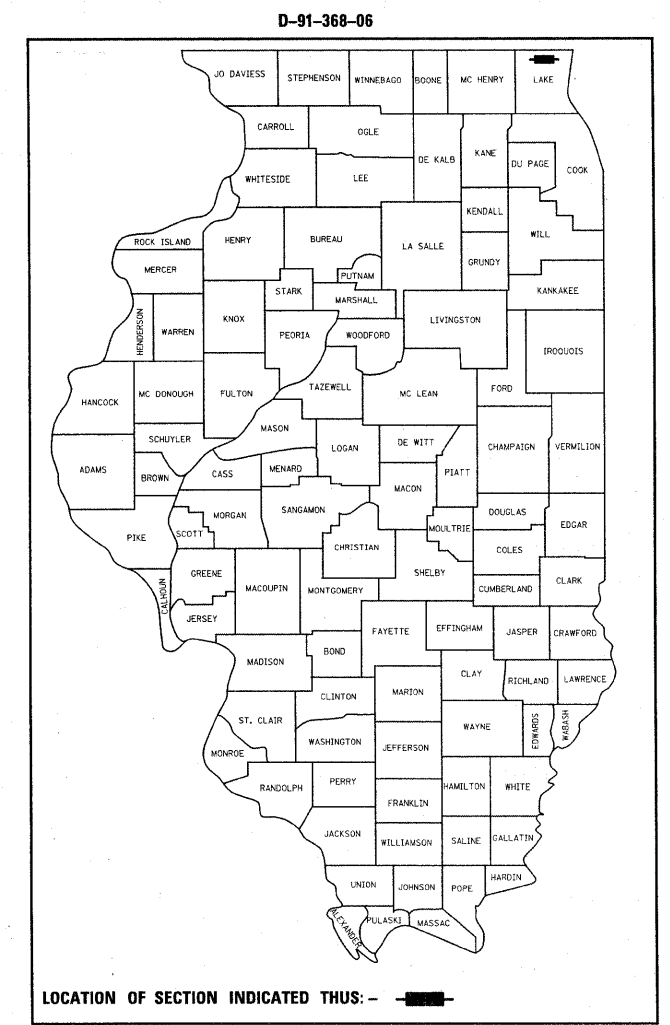 D-91-368-06
JO DAVIESS
STEPHENSON
WINNEBAGO
BOONE
MC HENRY
LAKE
CARROLL
OGLE
DE KALB
KANE
DU PAGE
COOK
WHITESIDE
LEE
KENDALL
ROCK ISLAND
HENRY
BUREAU
LA SALLE
WILL
GRUNDY
MERCER
PUTNAM
STARK
MARSHALL
KANKAKEE
HENDERSON
WARREN
KNOX
PEORIA
WOODFORD
LIVINGSTON
IROQUOIS
HANCOCK
MC DONOUGH
FULTON
TAZEWELL
MC LEAN
FORD
MASON
SCHUYLER
LOGAN
DE WITT
CHAMPAIGN
VERMILION
ADAMS
BROWN
CASS
MENARD
PIATT
MACON
PIKE
SCOTT
MORGAN
SANGAMON
MOULTRIE
DOUGLAS
EDGAR
CHRISTIAN
COLES
CALHOUN
GREENE
MACOUPIN
MONTGOMERY
SHELBY
CUMBERLAND
CLARK
JERSEY
FAYETTE
EFFINGHAM
JASPER
CRAWFORD
MADISON
BOND
CLAY
RICHLAND
LAWRENCE
CLINTON
MARION
ST. CLAIR
WAYNE
EDWARDS
WABASH
MONROE
WASHINGTON
JEFFERSON
RANDOLPH
PERRY
HAMILTON
WHITE
FRANKLIN
JACKSON
WILLIAMSON
SALINE
GALLATIN
UNION
JOHNSON
POPE
HARDIN
ALEXANDER
PULASKI
MASSAC
LOCATION OF SECTION INDICATED THUS: -